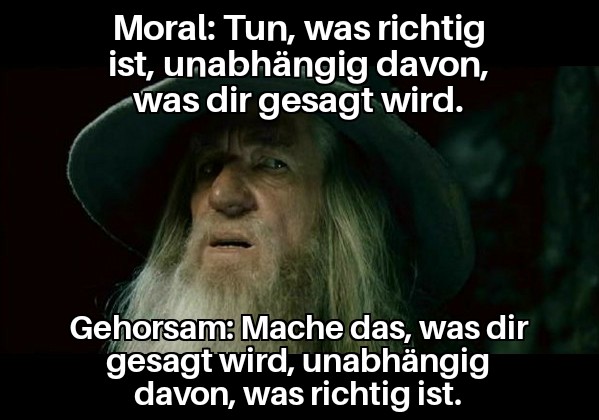 Moral: Tun, was richtig
ist, unabhängig davon,
was dir gesagt wird.
Gehorsam: Mache das, was dir
gesagt wird, unabhängig
davon, was richtig ist.